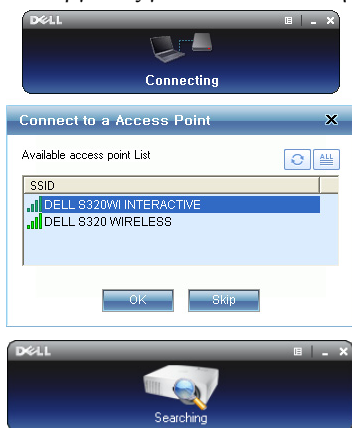 DELL
Connecting
Connect to a Access Point
Available access point List
ALL
SSID
DELL S320WI INTERACTIVE
DELL S320 WIRELESS
OK Skip
DELL
Searching